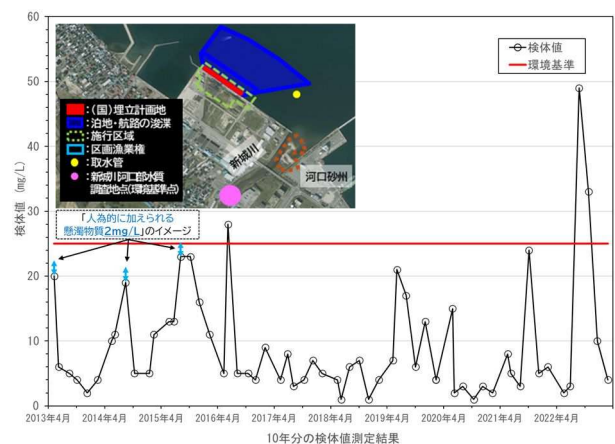 60
50
40
30
20
10
0
検体値 (mg/L)
検体値
環境基準
:(国)埋立計画地
:泊地・航路の浚渫
:施行区域
:区画漁業権
:取水管
:新城川河口部水質
調査地点(環境基準点)
新城川
河口砂州
「人為的に加えられる
懸濁物質2mg/L」のイメージ
2013年4月 2014年4月 2015年4月 2016年4月 2017年4月 2018年4月 2019年4月 2020年4月 2021年4月 2022年4月
10年分の検体値測定結果